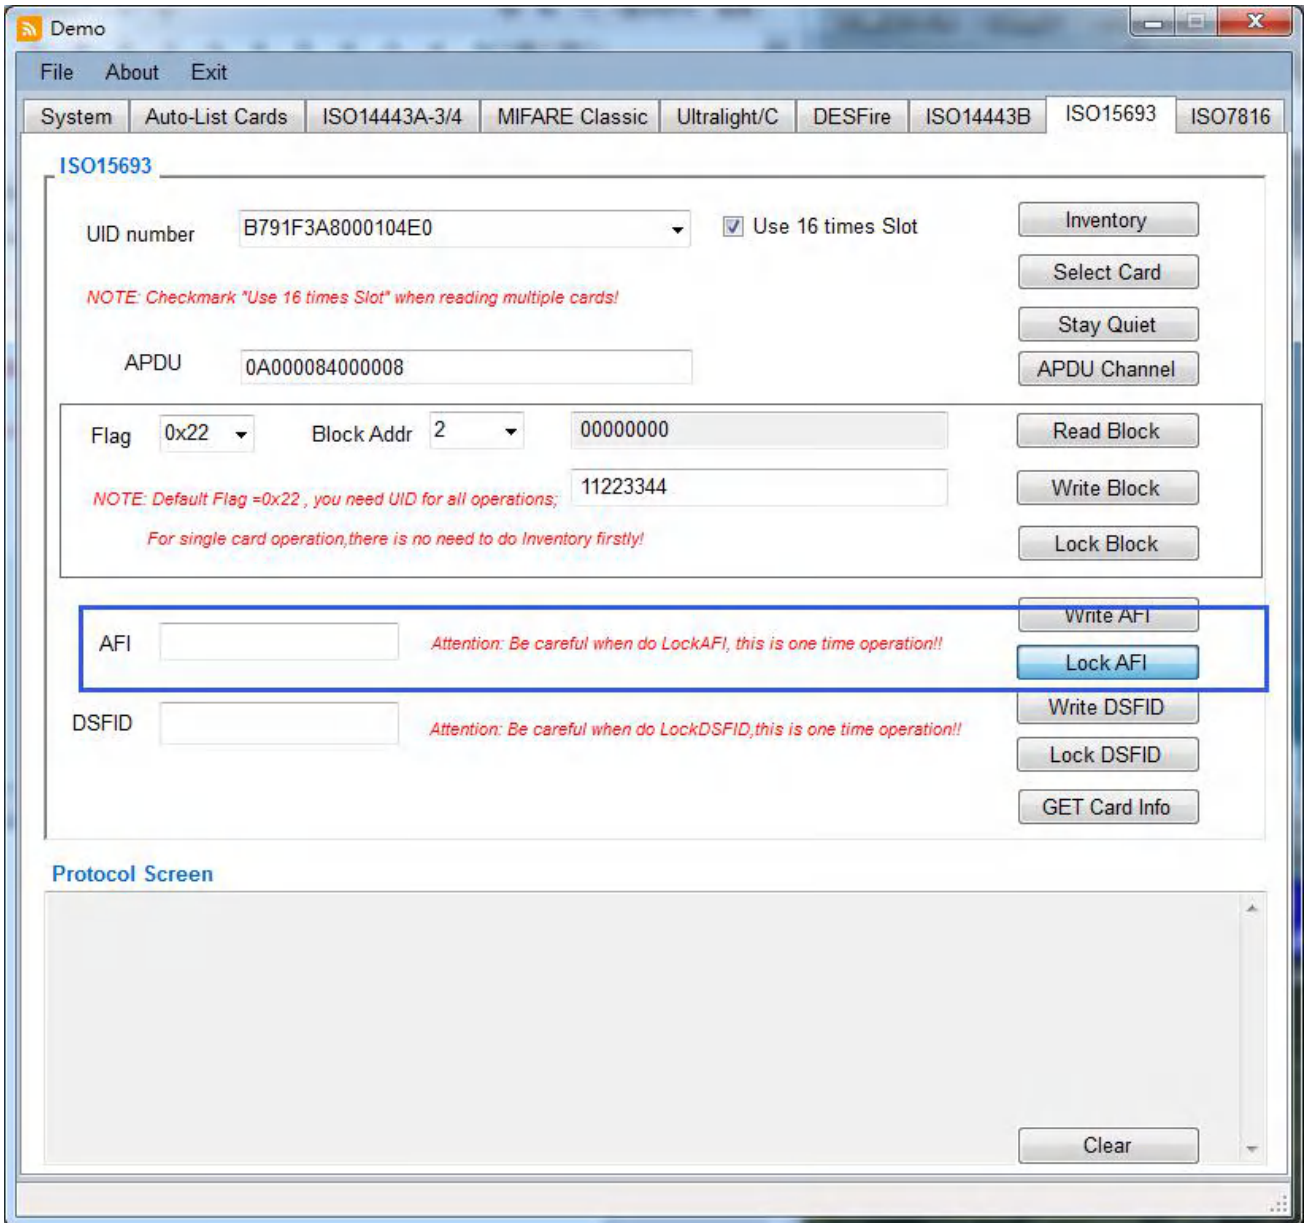 Demo
File About Exit
System Auto-List Cards ISO14443A-3/4 MIFARE Classic Ultralight/C DESFire ISO14443B ISO15693 ISO7816
ISO15693
UID number B791F3A8000104E0 Use 16 times Slot Inventory
Select Card
NOTE: Checkmark "Use 16 times Slot" when reading multiple cards!
Stay Quiet
APDU 0A000084000008 APDU Channel
Flag 0x22 Block Addr 2 00000000 Read Block
NOTE: Default Flag =0x22 , you need UID for all operations; 11223344 Write Block
For single card operation,there is no need to do Inventory firstly! Lock Block
Write AFI
AFI Attention: Be careful when do LockAFI, this is one time operation!!
Lock AFI
Write DSFID
DSFID Attention: Be careful when do LockDSFID,this is one time operation!!
Lock DSFID
GET Card Info
Protocol Screen
Clear